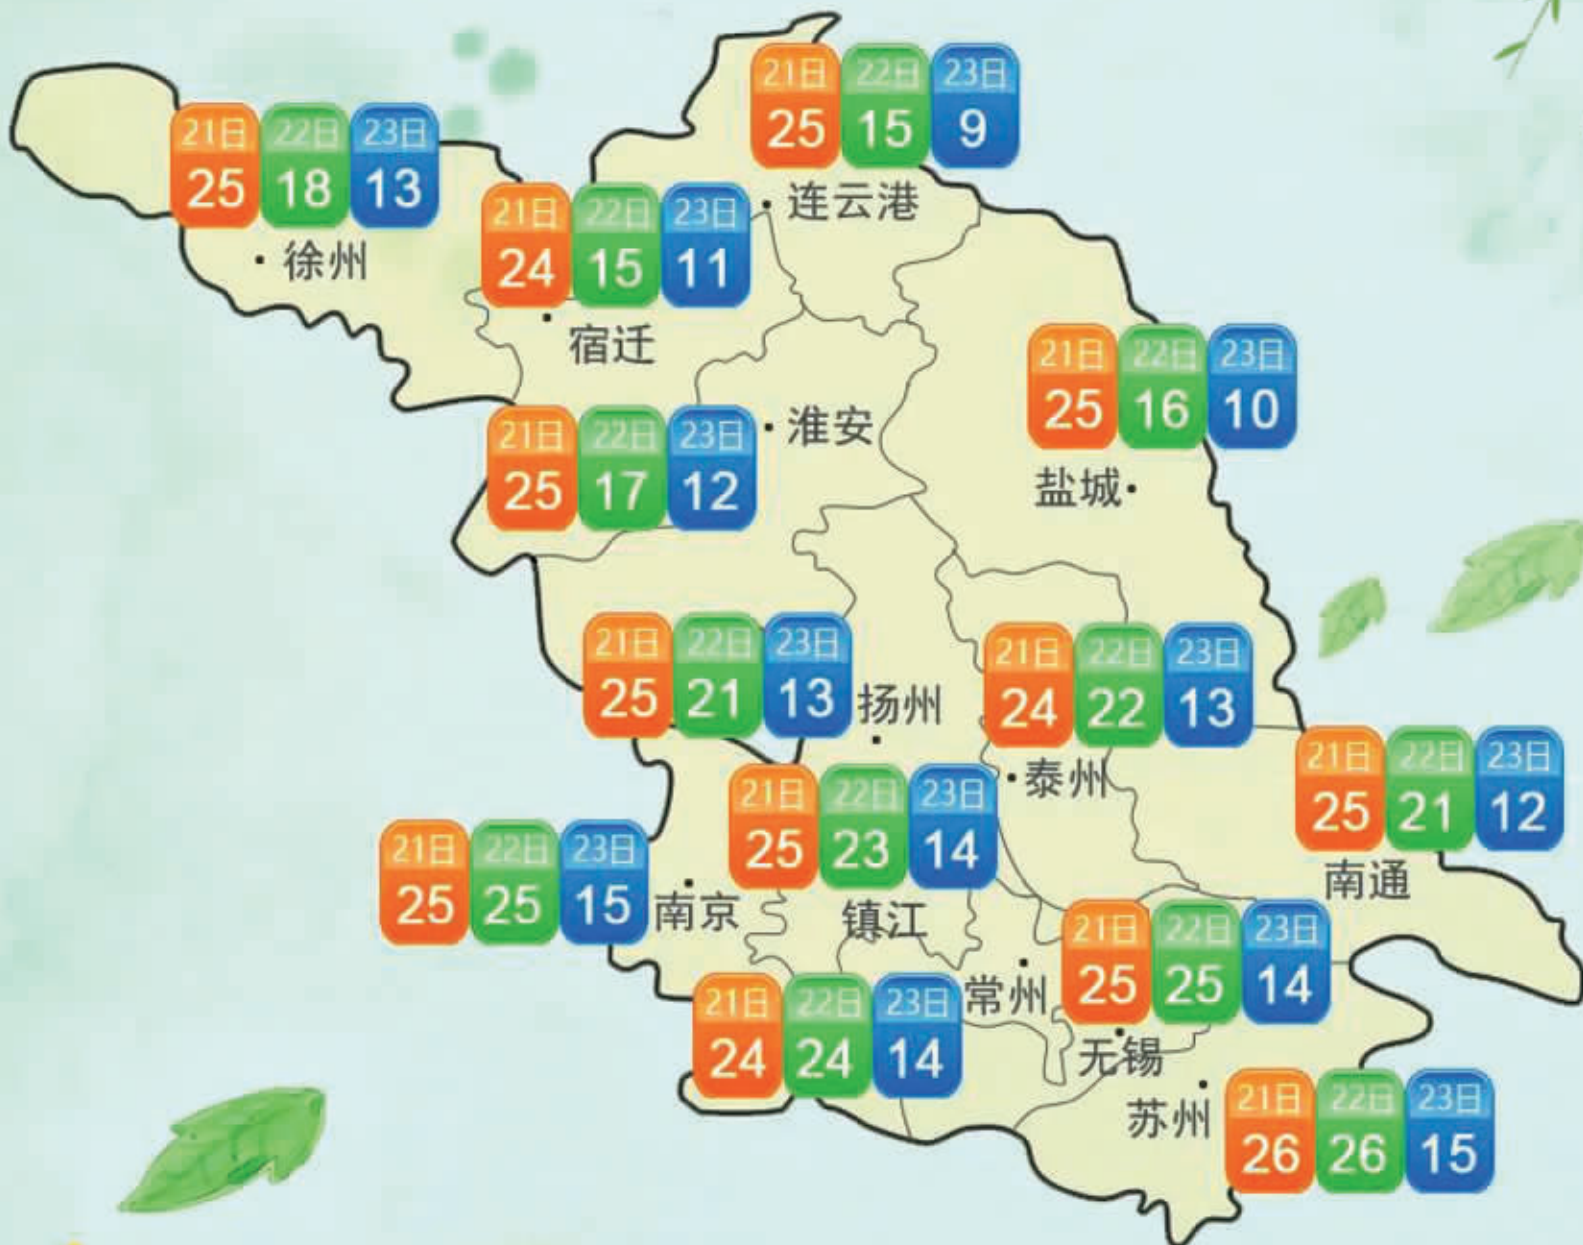 21日 22日 23日
25 15 9
连云港
21日 22日 23日
25 18 13
徐州
21日 22日 23日
24 15 11
宿迁
21日 22日 23日
25 16 10
盐城
淮安
21日 22日 23日
25 17 12
21日 22日 23日
25 21 13
扬州
21日 22日 23日
24 22 13
泰州
21日 22日 23日
25 21 12
南通
21日 22日 23日
25 23 14
镇江
21日 22日 23日
25 25 15
南京
21日 22日 23日
25 25 14
无锡
21日 22日 23日
24 24 14
常州
21日 22日 23日
26 26 15
苏州